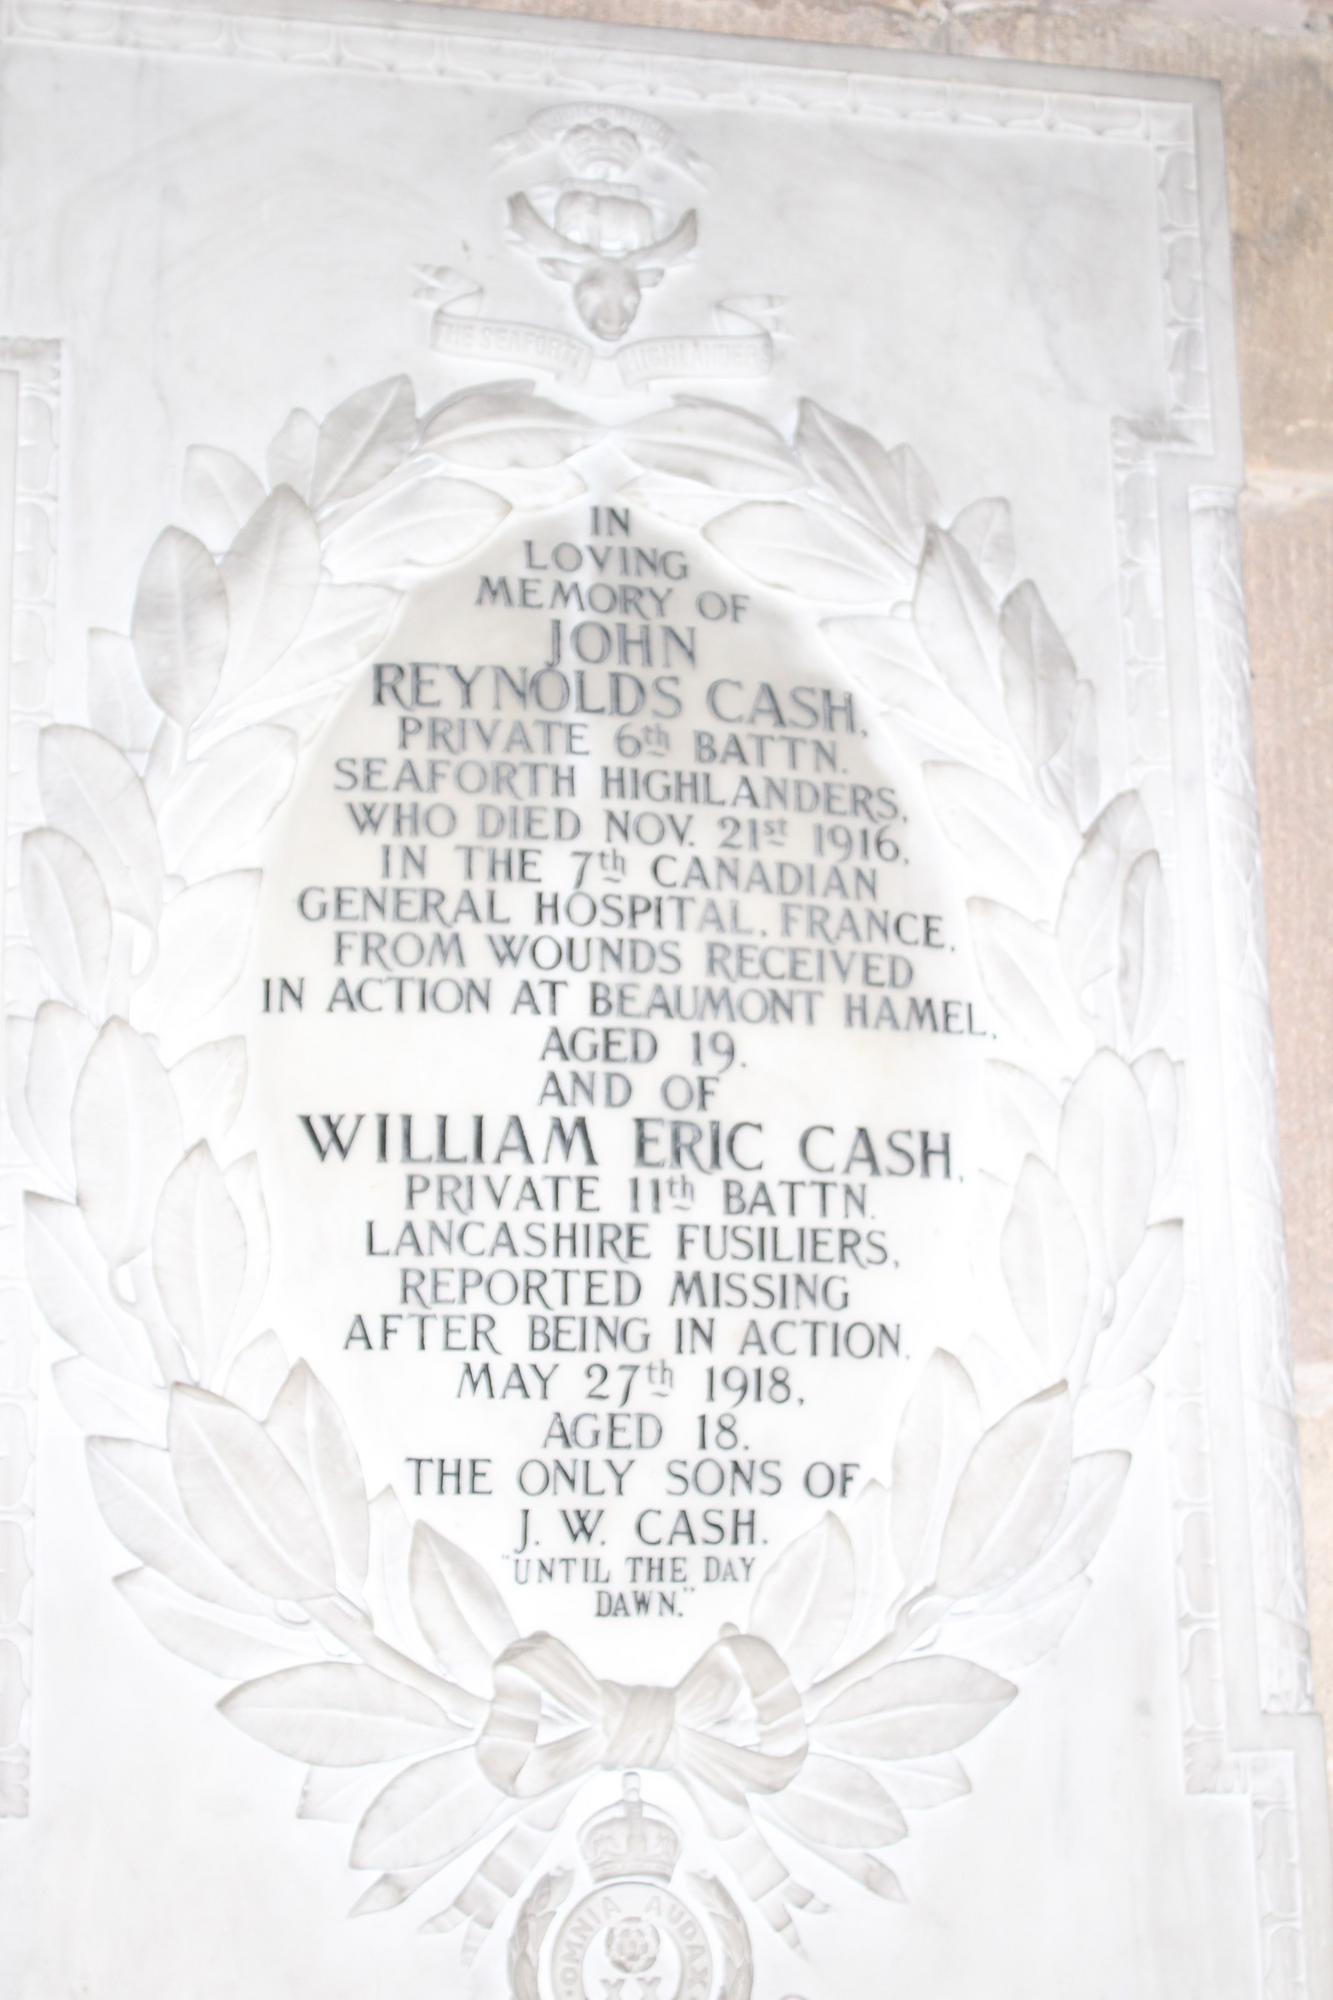 THE SEAFORTH HIGHLANDERS
IN
LOVING
MEMORY OF
JOHN
REYNOLDS CASH,
PRIVATE 6th BATTN.
SEAFORTH HIGHLANDERS,
WHO DIED NOV. 21st 1916,
IN THE 7th CANADIAN
GENERAL HOSPITAL, FRANCE,
FROM WOUNDS RECEIVED
IN ACTION AT BEAUMONT HAMEL,
AGED 19.
AND OF
WILLIAM ERIC CASH,
PRIVATE 11th BATTN.
LANCASHIRE FUSILIERS,
REPORTED MISSING
AFTER BEING IN ACTION,
MAY 27th 1918,
AGED 18.
THE ONLY SONS OF
J. W. CASH.
"UNTIL THE DAY
DAWN."
OMNIA AUDAX
XX